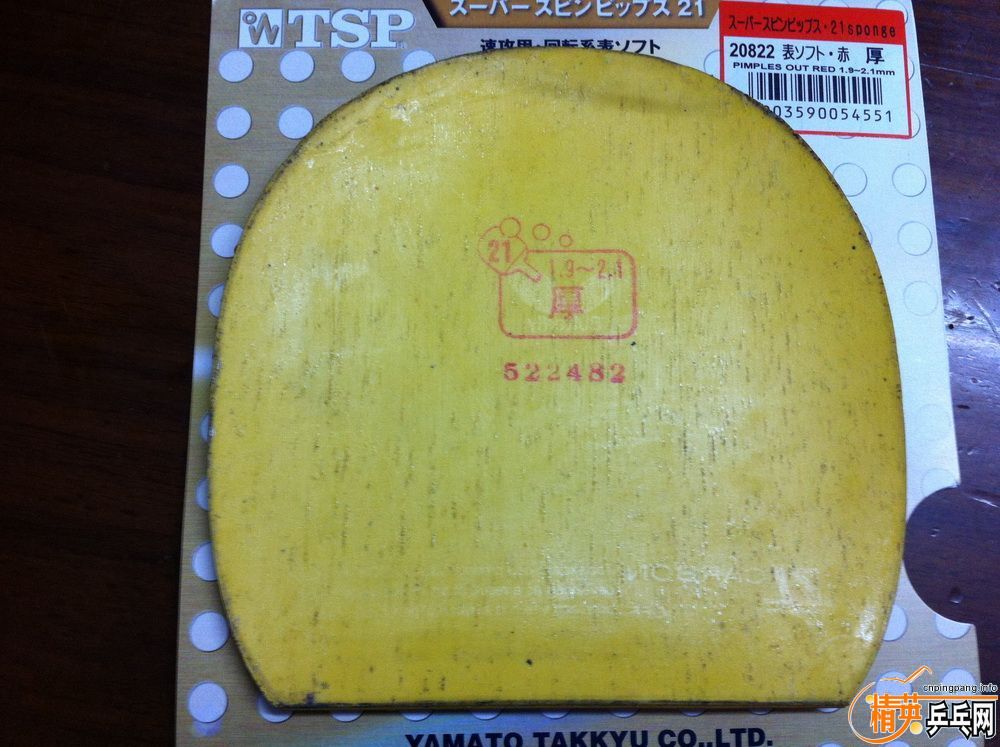 TSP
スーパー スピンピップス 21
速攻用・回転系表ソフト
スーパースピンピップス・21sponge
20822 表ソフト・赤 厚
PIMPLES OUT RED 1.9~2.1mm
03590054551
21
1.9~2.1
厚
522482
CARBON
YAMATO TAKKYU CO.,LTD.
cnpingpang.info
精英乒乓网